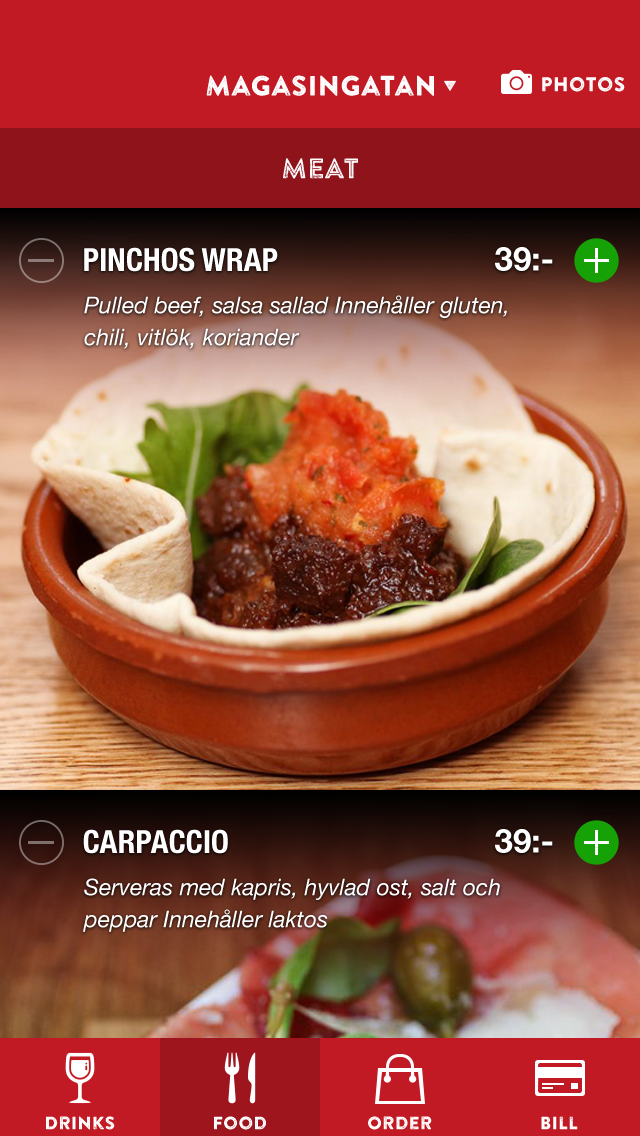 MAGASINGATAN
PHOTOS
MEAT
PINCHOS WRAP 39:-
Pulled beef, salsa sallad Innehåller gluten,
chili, vitlök, koriander
CARPACCIO 39:-
Serveras med kapris, hyvlad ost, salt och
peppar Innehåller laktos
DRINKS
FOOD
ORDER
BILL